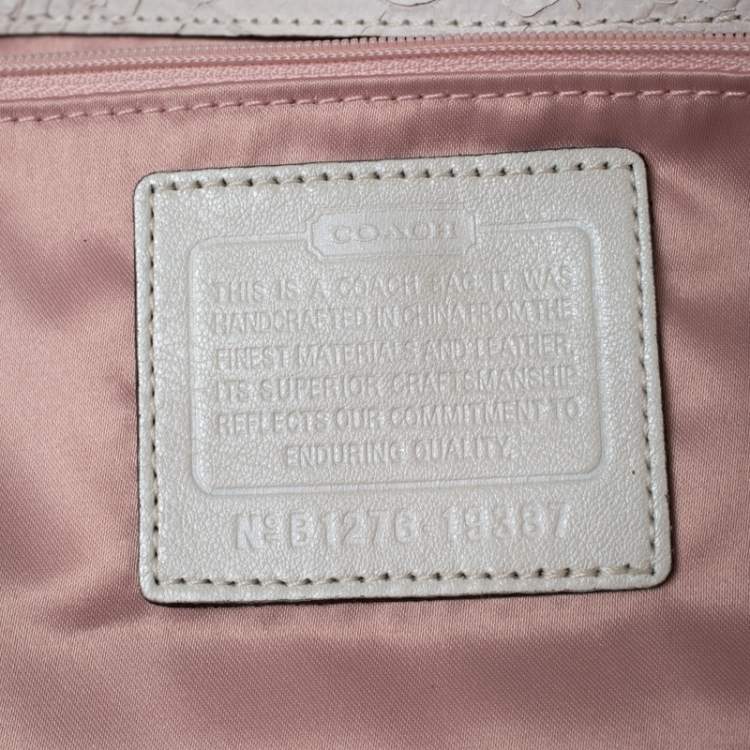 COACH
THIS IS A COACH BAG. IT WAS
HANDCRAFTED IN CHINA FROM THE
FINEST MATERIALS AND LEATHER.
ITS SUPERIOR CRAFTSMANSHIP
REFLECTS OUR COMMITMENT TO
ENDURING QUALITY.
Nº B1276 19387